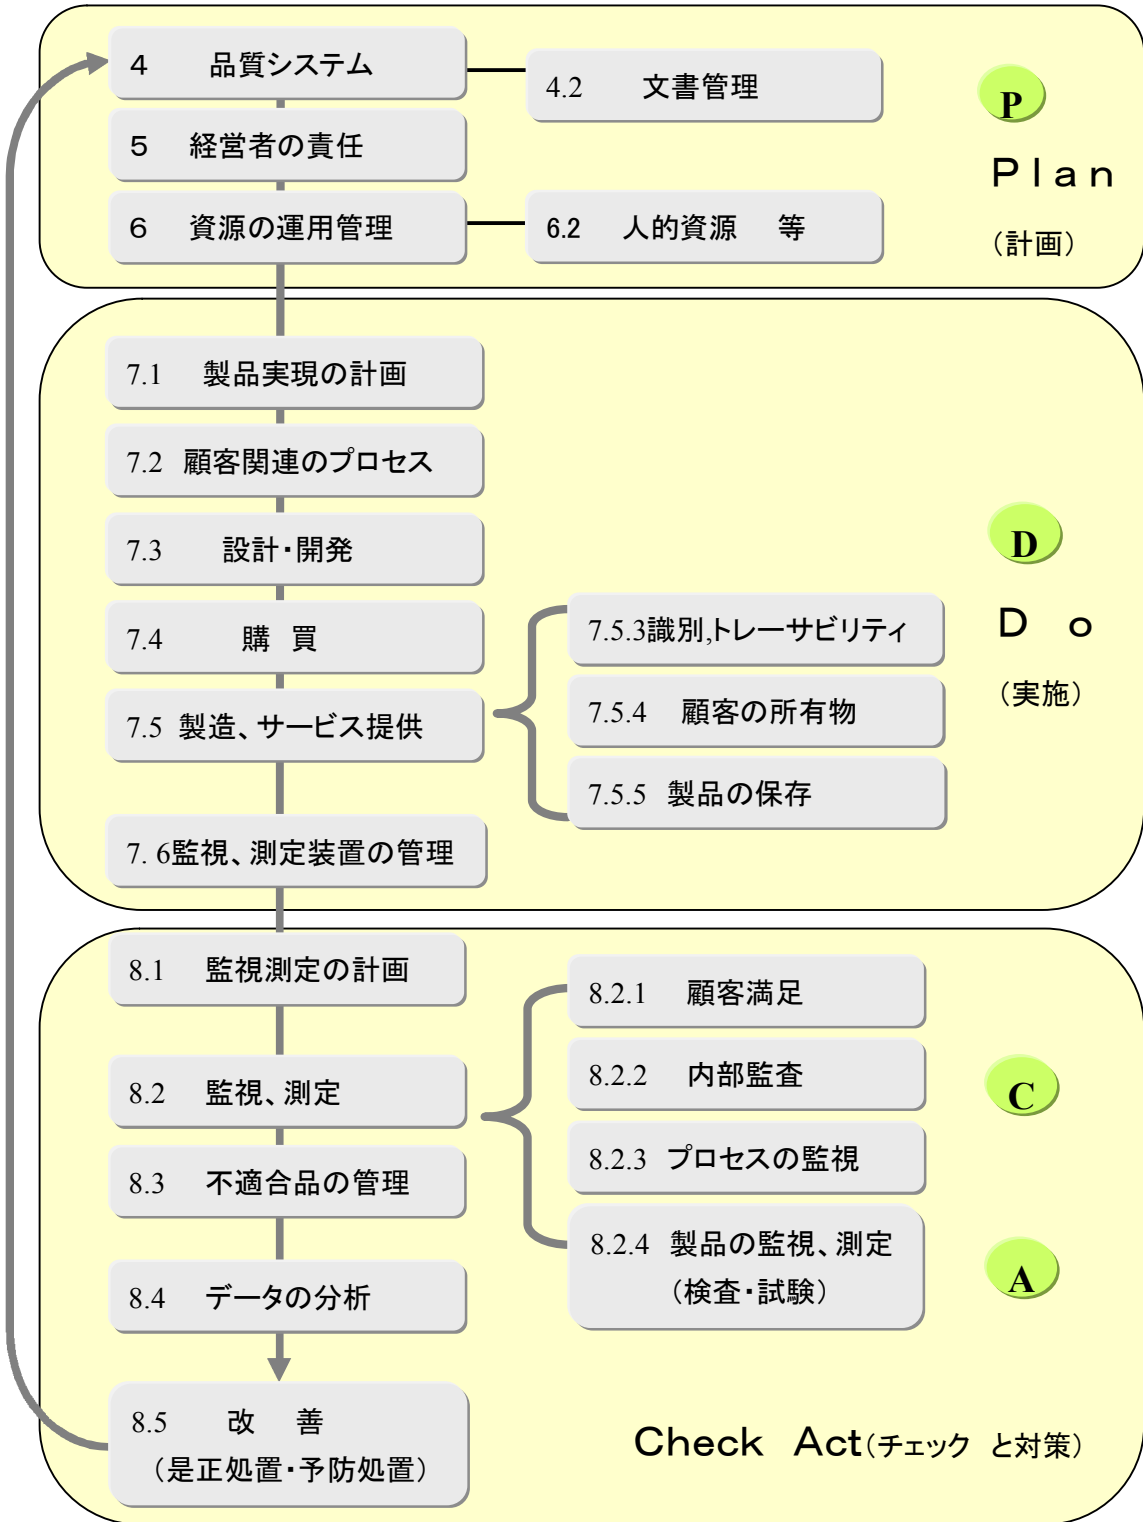 4 品質システム
4.2 文書管理
P
5 経営者の責任
Plan
6 資源の運用管理
6.2 人的資源 等
（計画）
7.1 製品実現の計画
7.2 顧客関連のプロセス
7.3 設計・開発
D
7.4 購 買
7.5.3識別,トレーサビリティ
D o
7.5 製造、サービス提供
7.5.4 顧客の所有物
（実施）
7.5.5 製品の保存
7. 6監視、測定装置の管理
8.1 監視測定の計画
8.2.1 顧客満足
8.2 監視、測定
8.2.2 内部監査
C
8.3 不適合品の管理
8.2.3 プロセスの監視
8.2.4 製品の監視、測定
（検査・試験）
A
8.4 データの分析
8.5 改 善
（是正処置・予防処置）
Check Act（チェック と対策）